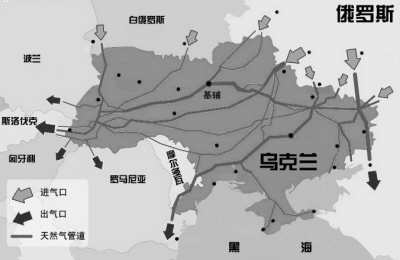 俄罗斯
白俄罗斯
波兰
基辅
斯洛伐克
匈牙利
摩尔多瓦
乌克兰
罗马尼亚
进气口
出气口
天然气管道
黑 海